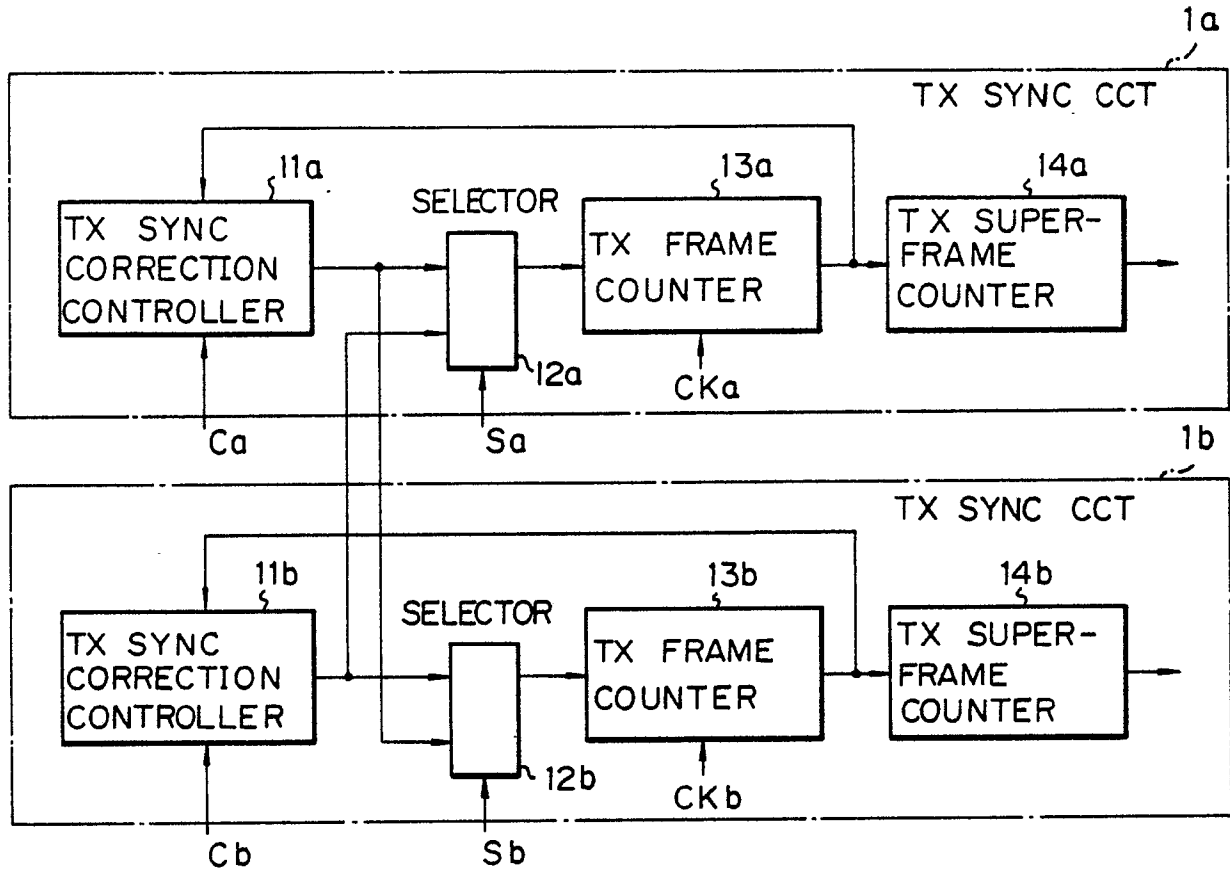 1a
TX SYNC CCT
11a
SELECTOR
13a
14a
TX SYNC
CORRECTION
CONTROLLER
TX FRAME
COUNTER
TX SUPER-
FRAME
COUNTER
12a
CKa
Ca
Sa
1b
TX SYNC CCT
11b
SELECTOR
13b
14b
TX SYNC
CORRECTION
CONTROLLER
TX FRAME
COUNTER
TX SUPER-
FRAME
COUNTER
12b
CKb
Cb
Sb